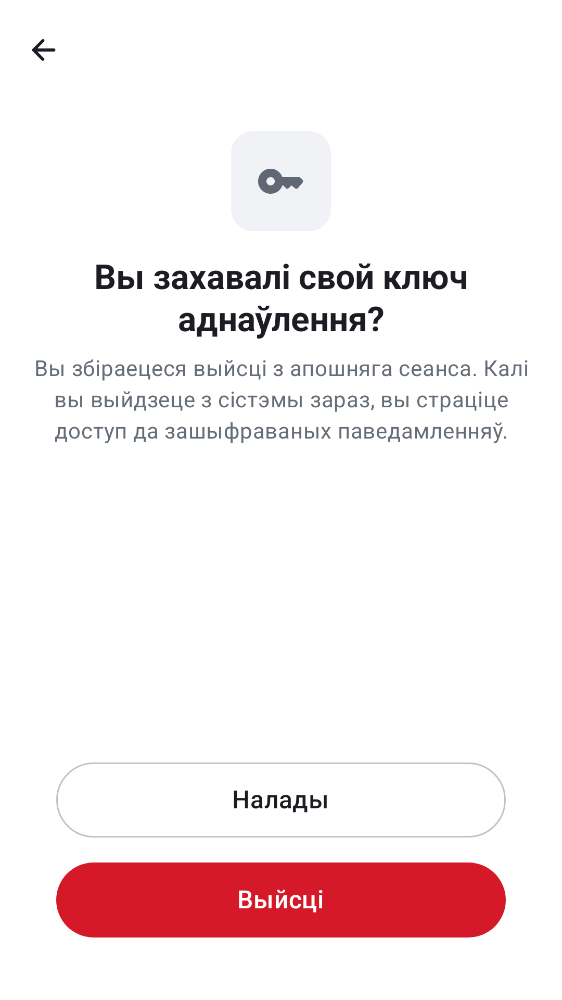 Вы захавалі свой ключ
аднаўлення?
Вы збіраецеся выйсці з апошняга сеанса. Калі
вы выйдзеце з сістэмы зараз, вы страціце
доступ да зашыфраваных паведамленняў.
Налады
Выйсці